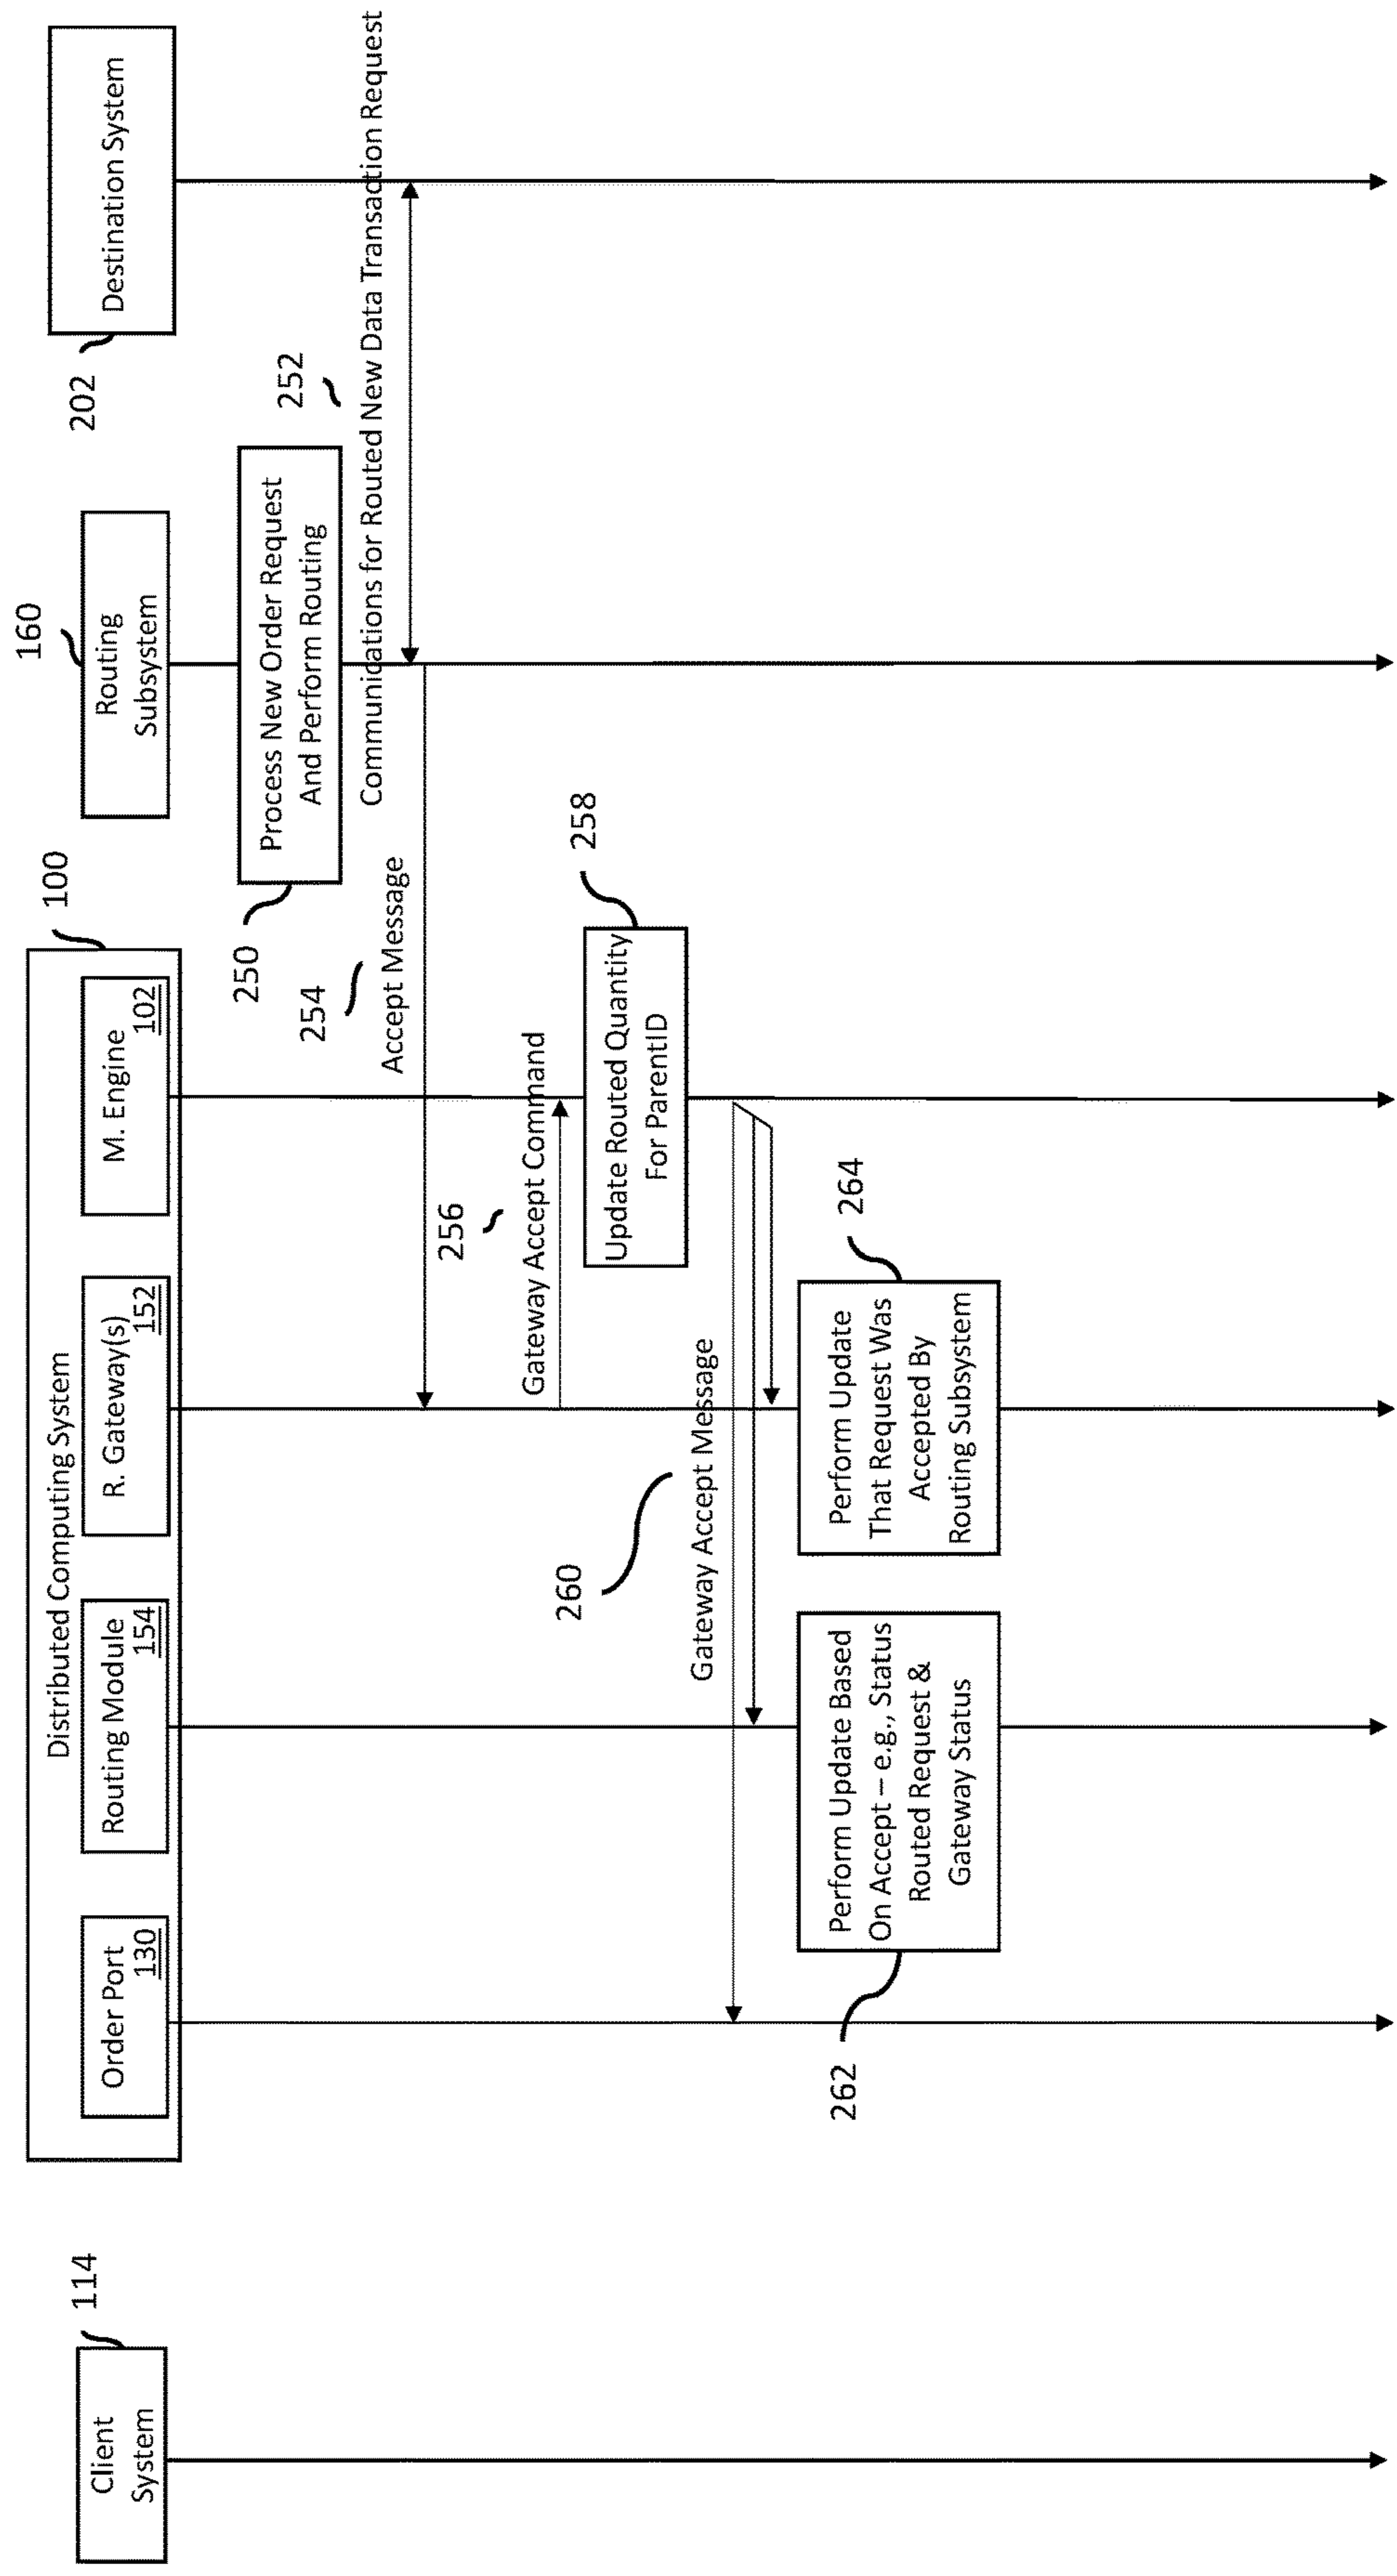 114
Client
System
100
Distributed Computing System
Order Port
130
Routing Module
154
R. Gateway(s)
152
M. Engine
102
160
Routing
Subsystem
202
Destination System
250
Process New Order Request
And Perform Routing
252
Communications for Routed New Data Transaction Request
254
Accept Message
256
Gateway Accept Command
258
Update Routed Quantity
For ParentID
260
Gateway Accept Message
262
Perform Update Based
On Accept – e.g., Status
Routed Request &
Gateway Status
264
Perform Update
That Request Was
Accepted By
Routing Subsystem